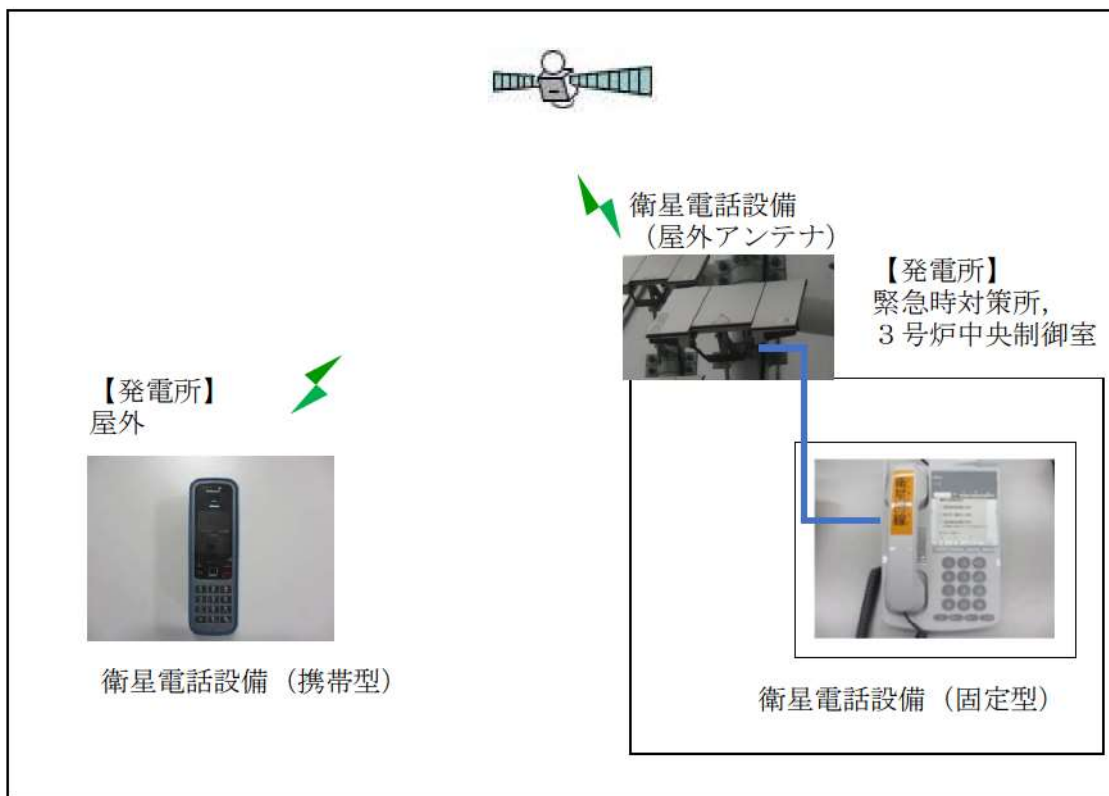 衛星電話設備
（屋外アンテナ）
【発電所】
緊急時対策所，
３号炉中央制御室
【発電所】
屋外
衛星電話設備（携帯型）
衛星電話設備（固定型）